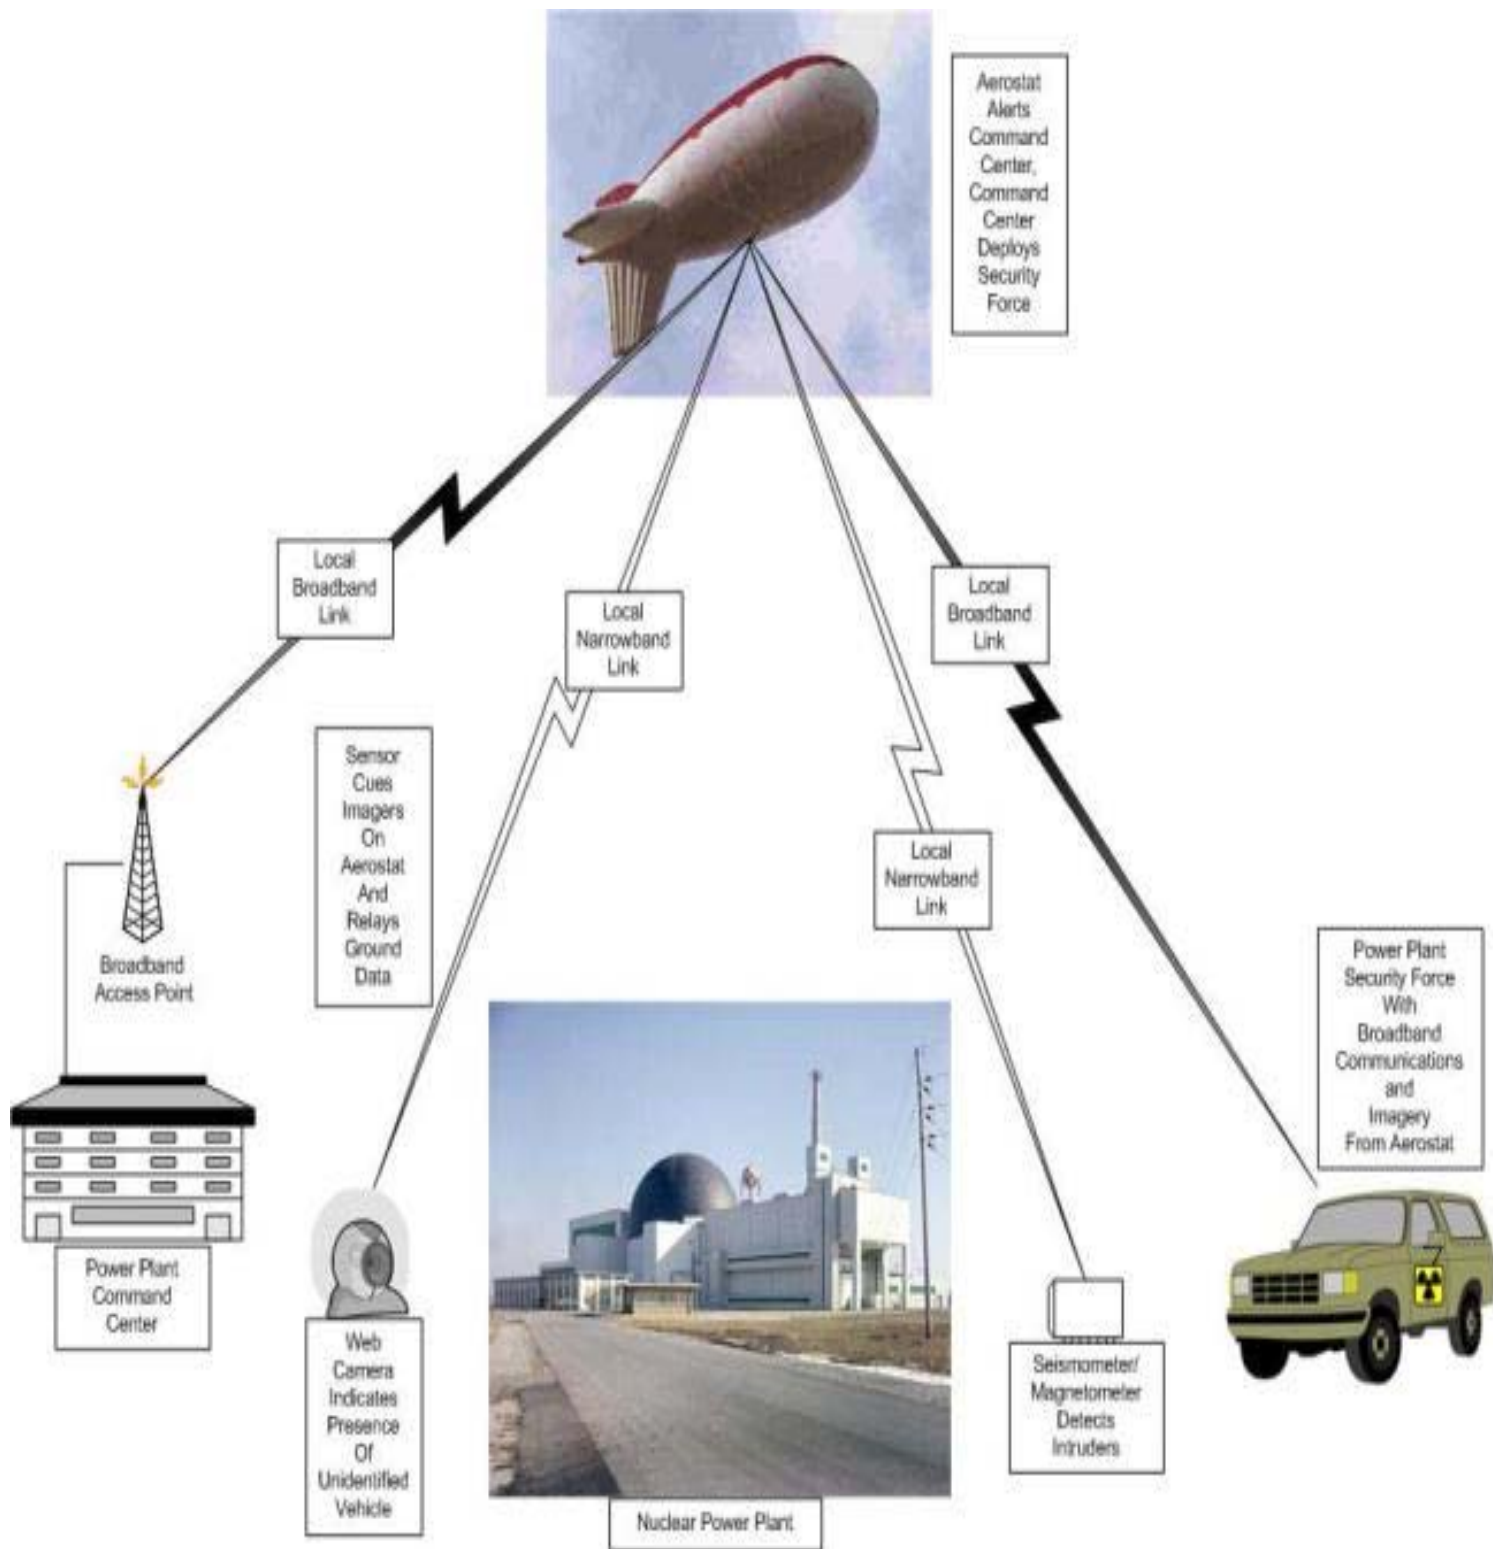 Aerostat
Alerts
Command
Center,
Command
Center
Deploys
Security
Force
Local
Broadband
Link
Local
Narrowband
Link
Local
Broadband
Link
Sensor
Cues
Imagers
On
Aerostat
And
Relays
Ground
Data
Local
Narrowband
Link
Broadband
Access Point
Power Plant
Security Force
With
Broadband
Communications
and
Imagery
From Aerostat
Power Plant
Command
Center
Web
Camera
Indicates
Presence
Of
Unidentified
Vehicle
Seismometer/
Magnetometer
Detects
Intruders
Nuclear Power Plant